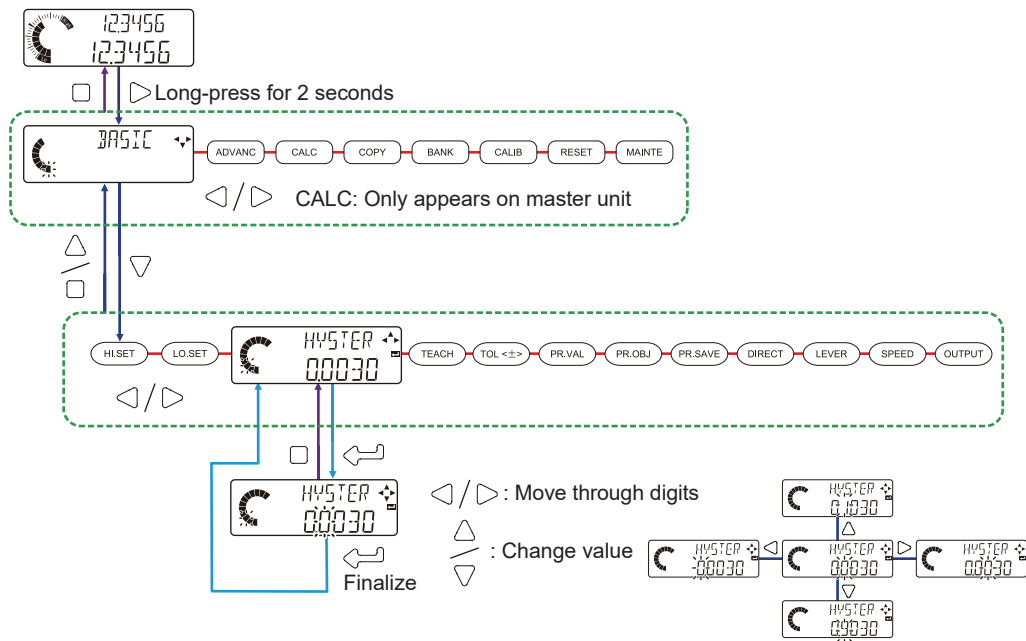 12.3456
12.3456
Long-press for 2 seconds
BASIC
ADVANC CALC COPY BANK CALIB RESET MAINTE
CALC: Only appears on master unit
HI.SET LO.SET HYSTER 0.0030 TEACH TOL <±> PR.VAL PR.OBJ PR.SAVE DIRECT LEVER SPEED OUTPUT
HYSTER
0.0030
: Move through digits
: Change value
Finalize
HYSTER
0.1030
HYSTER
-0.0030
HYSTER
0.0030
HYSTER
0.0030
HYSTER
0.9030